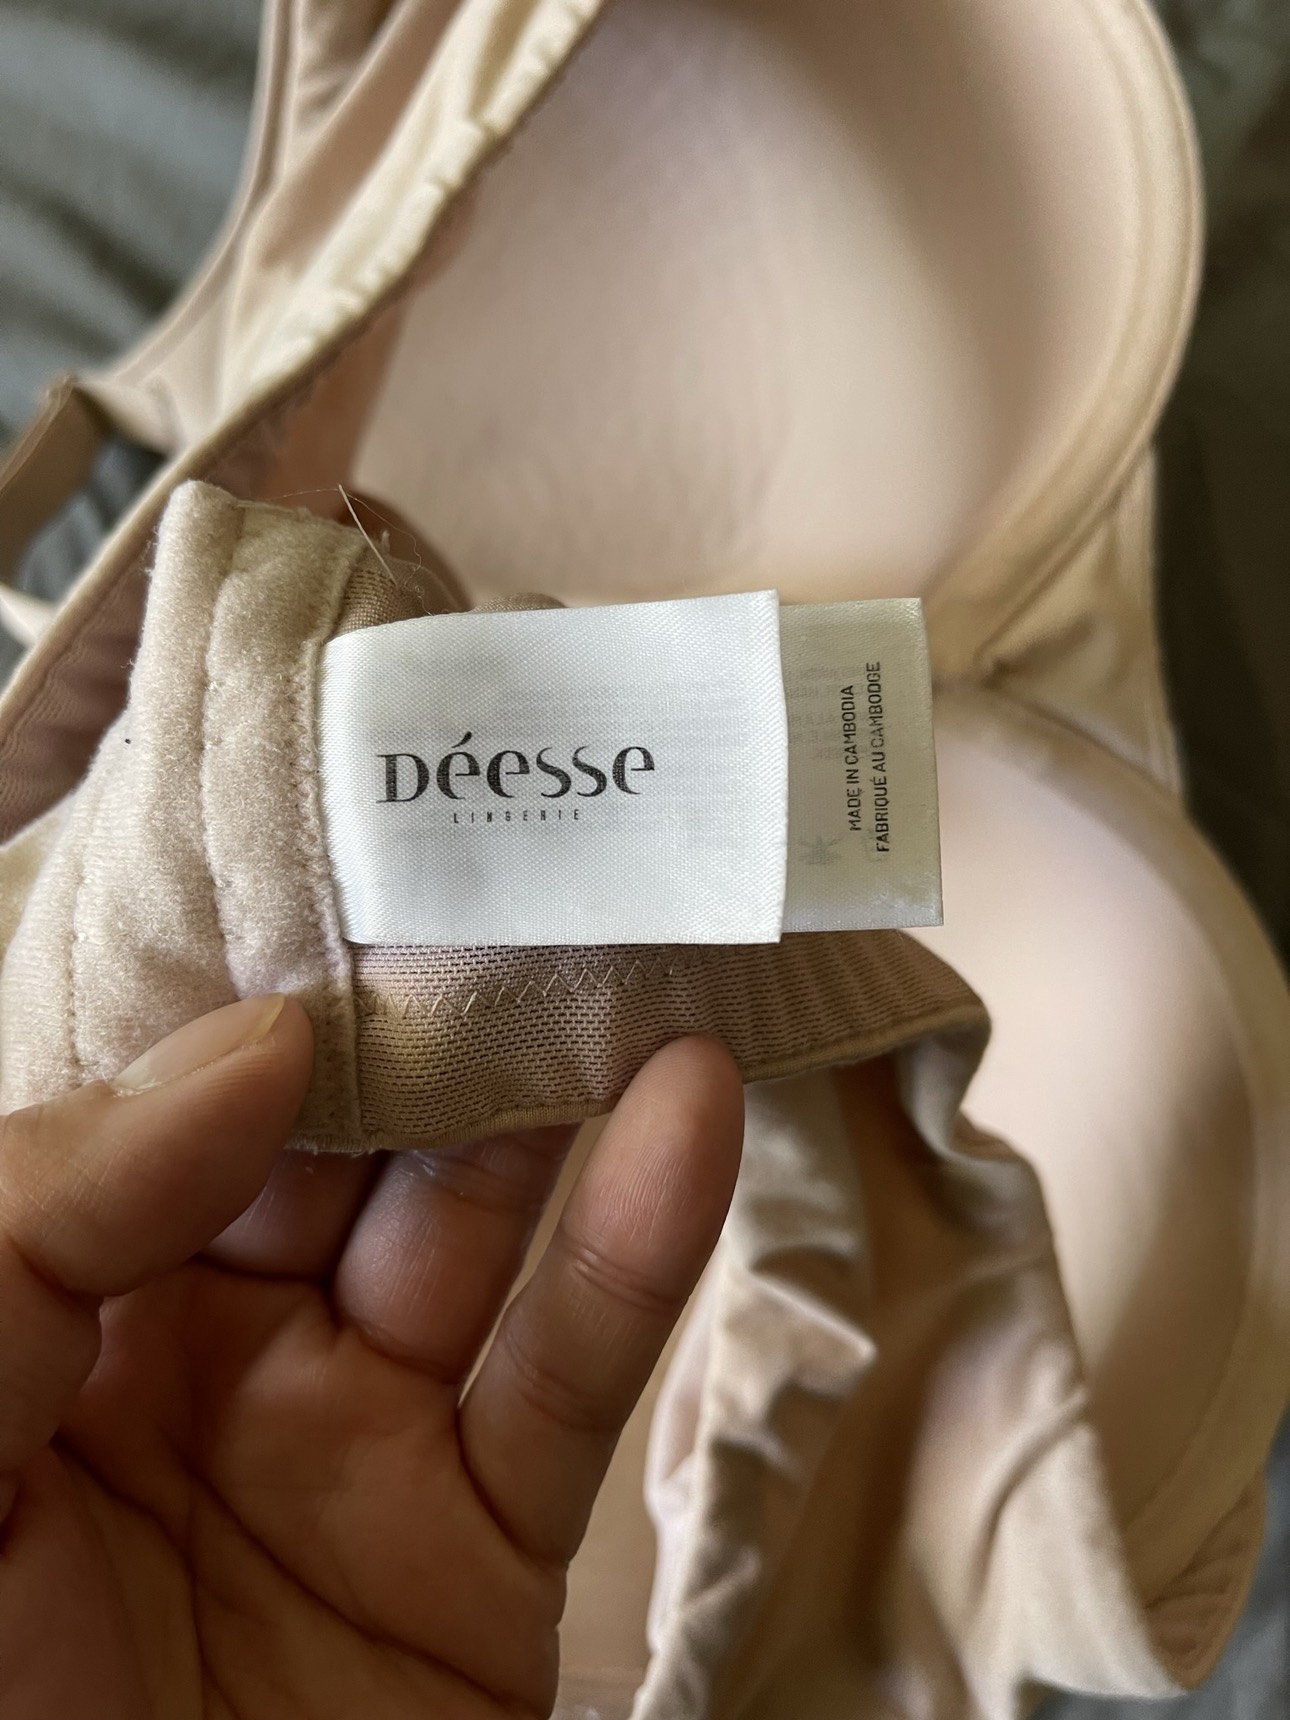 Déesse
LINGERIE
MADE IN CAMBODIA
FABRIQUÉ AU CAMBODGE